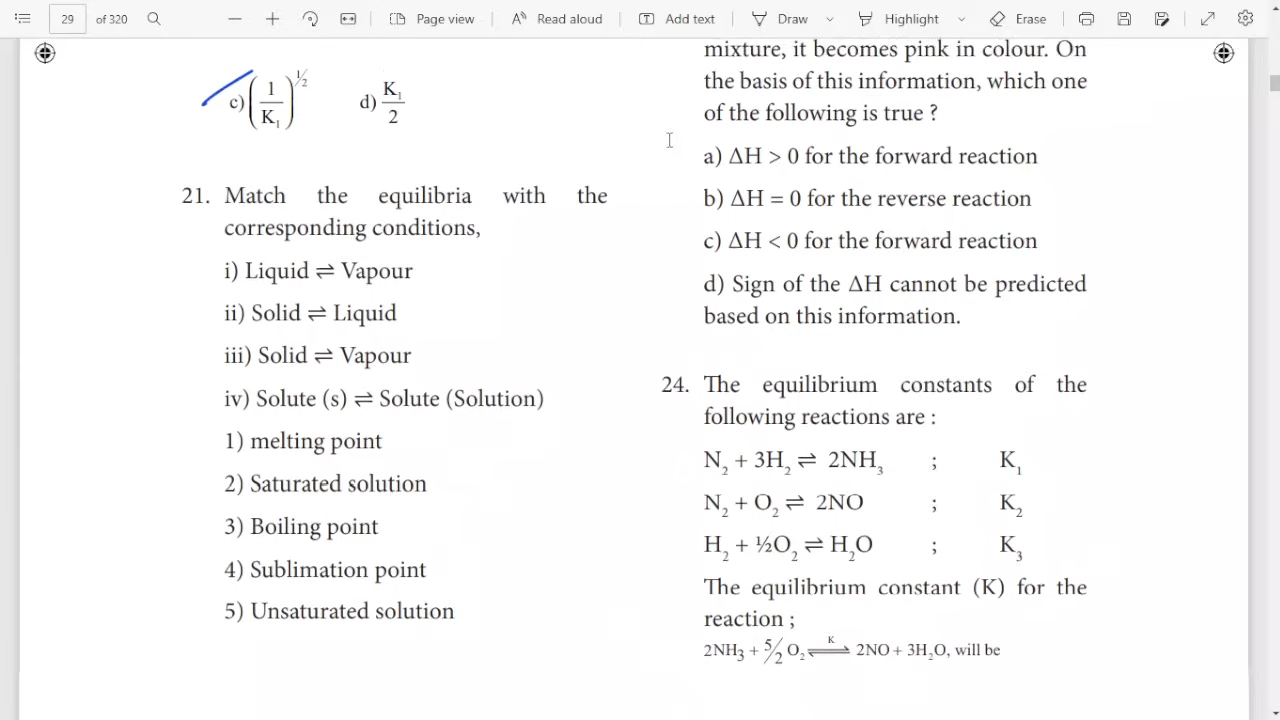 29 of 320 Page view Read aloud Add text Draw Highlight Erase
c) (1/K₁)^½ d) K₁/2
21. Match the equilibria with the
corresponding conditions,
i) Liquid ⇌ Vapour
ii) Solid ⇌ Liquid
iii) Solid ⇌ Vapour
iv) Solute (s) ⇌ Solute (Solution)
1) melting point
2) Saturated solution
3) Boiling point
4) Sublimation point
5) Unsaturated solution
mixture, it becomes pink in colour. On
the basis of this information, which one
of the following is true ?
a) ΔH > 0 for the forward reaction
b) ΔH = 0 for the reverse reaction
c) ΔH < 0 for the forward reaction
d) Sign of the ΔH cannot be predicted
based on this information.
24. The equilibrium constants of the
following reactions are :
N₂ + 3H₂ ⇌ 2NH₃ ; K₁
N₂ + O₂ ⇌ 2NO ; K₂
H₂ + ½O₂ ⇌ H₂O ; K₃
The equilibrium constant (K) for the
reaction ;
2NH₃ + 5/2 O₂ ⇌ᴷ 2NO + 3H₂O, will be